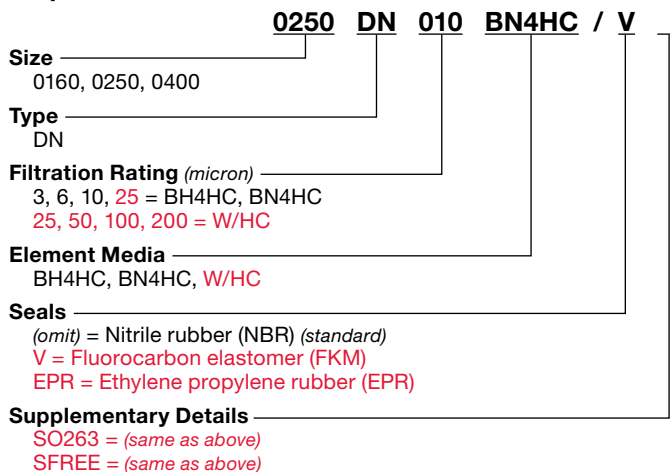 0250 DN 010 BN4HC / V
Size
0160, 0250, 0400
Type
DN
Filtration Rating (micron)
3, 6, 10, 25 = BH4HC, BN4HC
25, 50, 100, 200 = W/HC
Element Media
BH4HC, BN4HC, W/HC
Seals
(omit) = Nitrile rubber (NBR) (standard)
V = Fluorocarbon elastomer (FKM)
EPR = Ethylene propylene rubber (EPR)
Supplementary Details
SO263 = (same as above)
SFREE = (same as above)